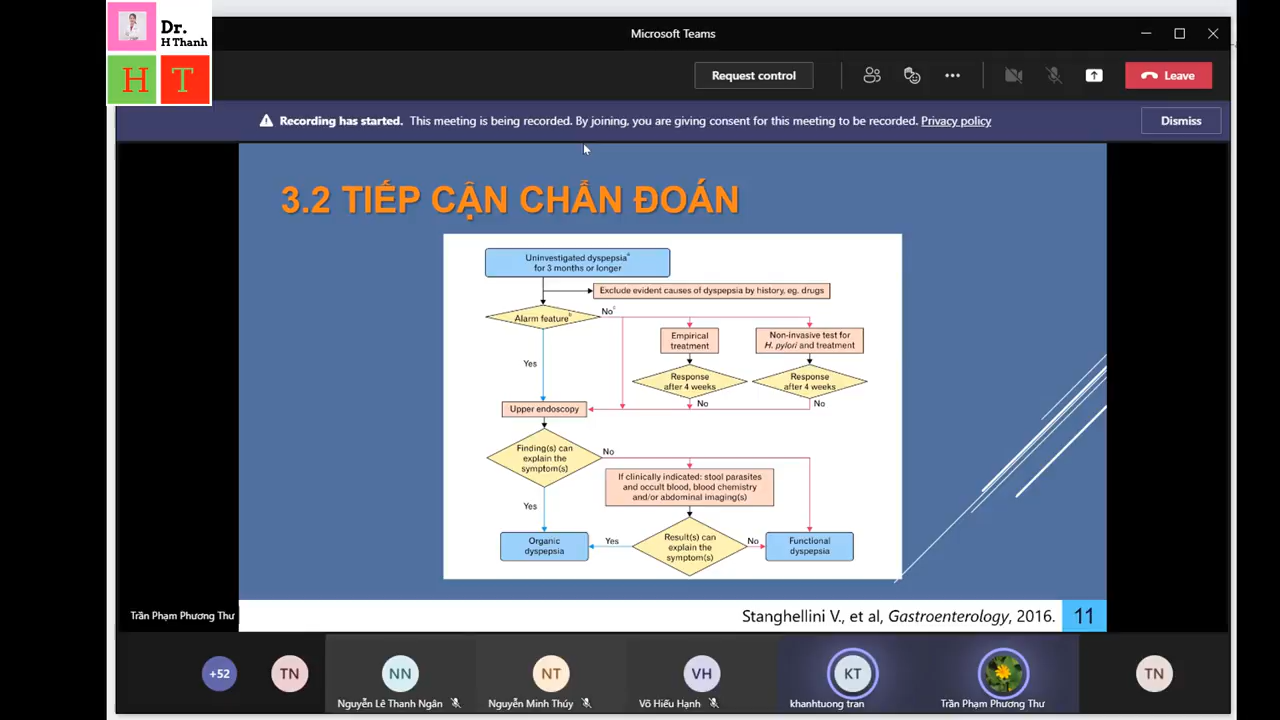 Dr.
H Thanh
H T
Microsoft Teams
Request control
Leave
Recording has started. This meeting is being recorded. By joining, you are giving consent for this meeting to be recorded. Privacy policy
Dismiss
3.2 TIẾP CẬN CHẨN ĐOÁN
Uninvestigated dyspepsiaᵃ
for 3 months or longer
Exclude evident causes of dyspepsia by history, eg. drugs
Alarm featureᵇ
Noᶜ
Empirical
treatment
Non-invasive test for
H. pylori and treatment
Yes
Response
after 4 weeks
Response
after 4 weeks
No
No
Upper endoscopy
Finding(s) can
explain the
symptom(s)
No
If clinically indicated: stool parasites
and occult blood, blood chemistry
and/or abdominal imaging(s)
Yes
Organic
dyspepsia
Yes
Result(s) can
explain the
symptom(s)
No
Functional
dyspepsia
Trần Phạm Phương Thư
Stanghellini V., et al, Gastroenterology, 2016.
11
+52
TN
NN
Nguyễn Lê Thanh Ngân
NT
Nguyễn Minh Thúy
VH
Võ Hiếu Hạnh
KT
khanhtuong tran
Trần Phạm Phương Thư
TN